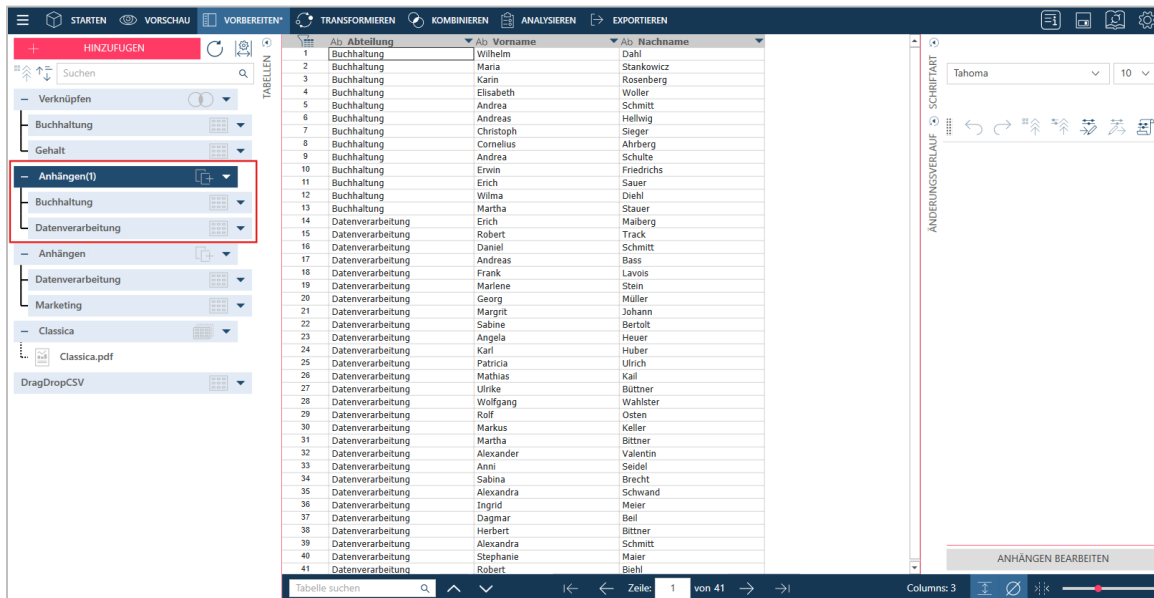 STARTEN VORSCHAU VORBEREITEN* TRANSFORMIEREN KOMBINIEREN ANALYSIEREN EXPORTIEREN
HINZUFÜGEN
Suchen
Verknüpfen
Buchhaltung
Gehalt
Anhängen(1)
Buchhaltung
Datenverarbeitung
Anhängen
Datenverarbeitung
Marketing
Classica
Classica.pdf
DragDropCSV
TABELLEN
Ab Abteilung Ab Vorname Ab Nachname
1 Buchhaltung Wilhelm Dahl
2 Buchhaltung Maria Stankowicz
3 Buchhaltung Karin Rosenberg
4 Buchhaltung Elisabeth Woller
5 Buchhaltung Andrea Schmitt
6 Buchhaltung Andreas Hellwig
7 Buchhaltung Christoph Sieger
8 Buchhaltung Cornelius Ahrberg
9 Buchhaltung Andrea Schulte
10 Buchhaltung Erwin Friedrichs
11 Buchhaltung Erich Sauer
12 Buchhaltung Wilma Diehl
13 Buchhaltung Martha Stauer
14 Datenverarbeitung Erich Maiberg
15 Datenverarbeitung Robert Track
16 Datenverarbeitung Daniel Schmitt
17 Datenverarbeitung Andreas Bass
18 Datenverarbeitung Frank Lavois
19 Datenverarbeitung Marlene Stein
20 Datenverarbeitung Georg Müller
21 Datenverarbeitung Margrit Johann
22 Datenverarbeitung Sabine Bertolt
23 Datenverarbeitung Angela Heuer
24 Datenverarbeitung Karl Huber
25 Datenverarbeitung Patricia Ulrich
26 Datenverarbeitung Mathias Kail
27 Datenverarbeitung Ulrike Büttner
28 Datenverarbeitung Wolfgang Wahlster
29 Datenverarbeitung Rolf Osten
30 Datenverarbeitung Markus Keller
31 Datenverarbeitung Martha Bittner
32 Datenverarbeitung Alexander Valentin
33 Datenverarbeitung Anni Seidel
34 Datenverarbeitung Sabina Brecht
35 Datenverarbeitung Alexandra Schwand
36 Datenverarbeitung Ingrid Meier
37 Datenverarbeitung Dagmar Beil
38 Datenverarbeitung Herbert Bittner
39 Datenverarbeitung Alexandra Schmitt
40 Datenverarbeitung Stephanie Maier
41 Datenverarbeitung Robert Biehl
Tabelle suchen Zeile: 1 von 41 Columns: 3
SCHRIFTART
Tahoma 10
ÄNDERUNGSVERLAUF
ANHÄNGEN BEARBEITEN